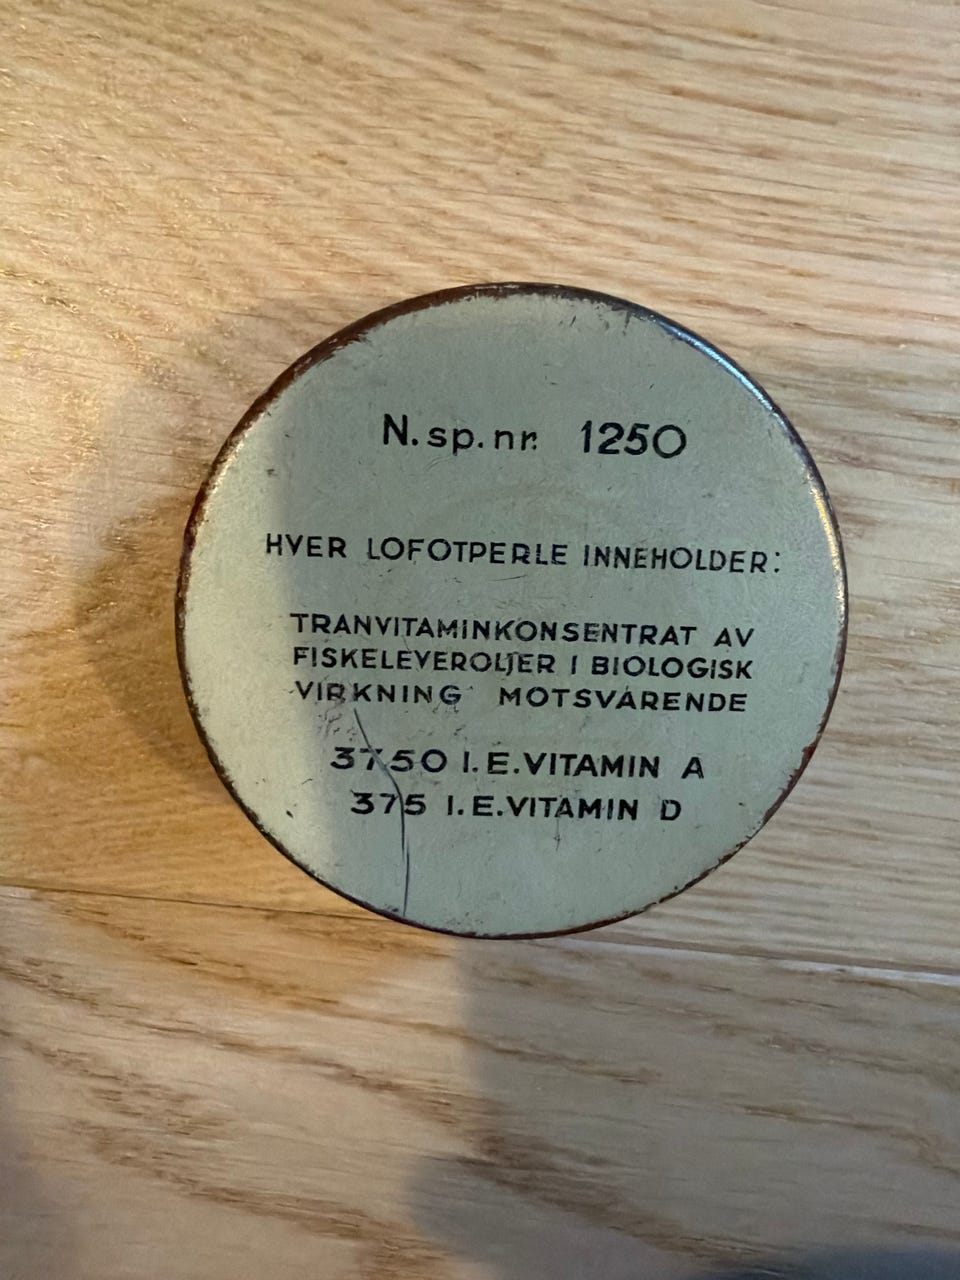 N. sp. nr. 1250
HVER LOFOTPERLE INNEHOLDER:
TRANVITAMINKONSENTRAT AV
FISKELEVEROLJER I BIOLOGISK
VIRKNING MOTSVARENDE
3750 I.E. VITAMIN A
375 I.E. VITAMIN D